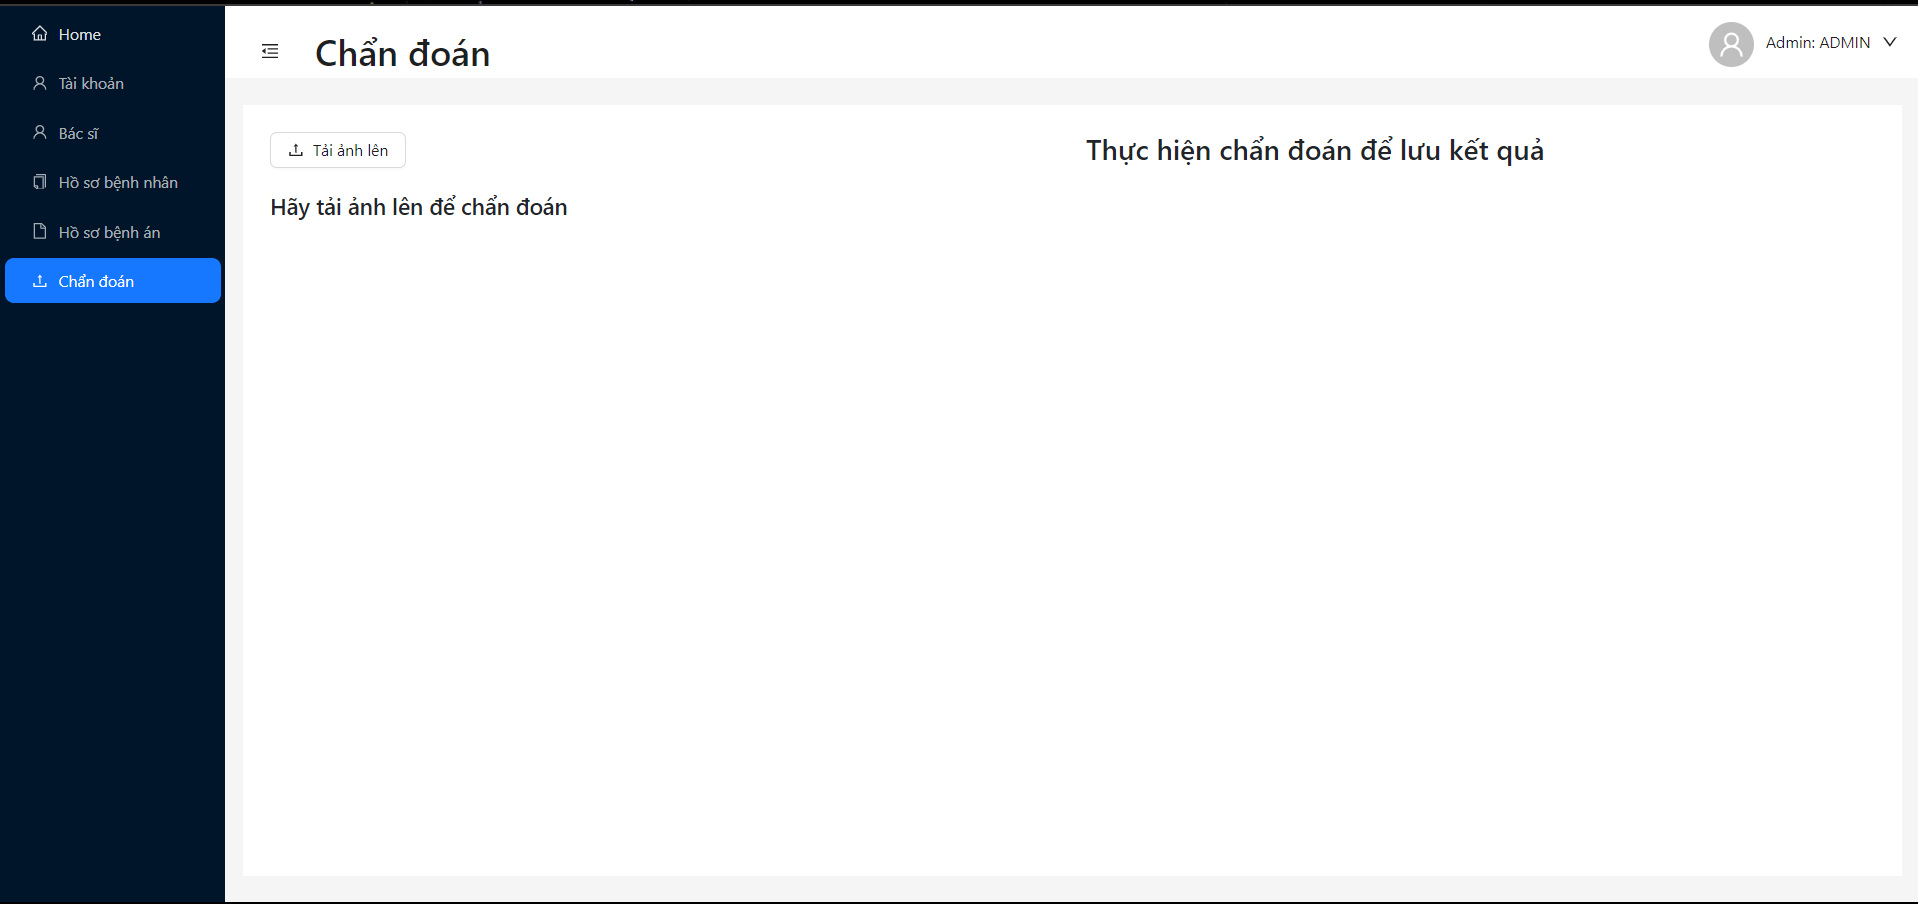 Home
Tài khoản
Bác sĩ
Hồ sơ bệnh nhân
Hồ sơ bệnh án
Chẩn đoán
Chẩn đoán
Admin: ADMIN
Tải ảnh lên
Hãy tải ảnh lên để chẩn đoán
Thực hiện chẩn đoán để lưu kết quả